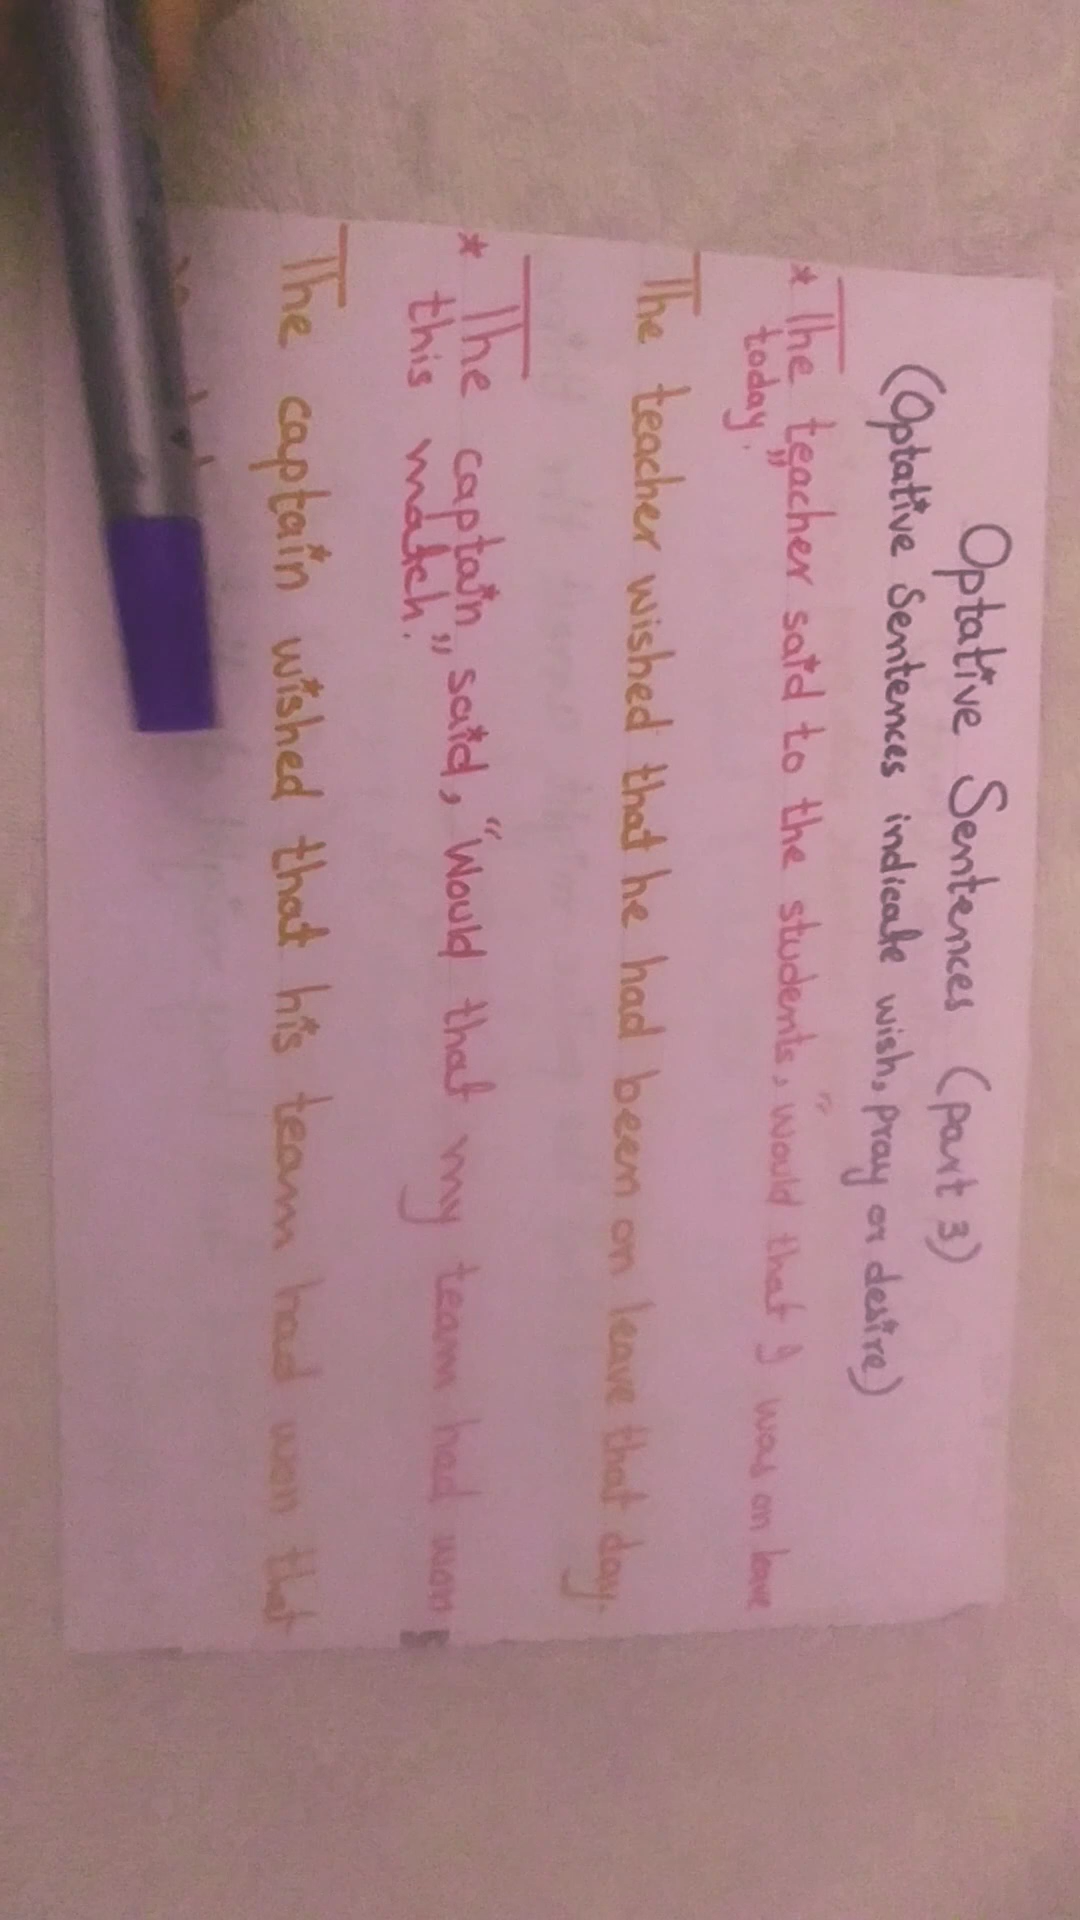 Optative Sentences (part 3)
(Optative Sentences indicate wish, pray or desire)
* The teacher said to the students, "Would that I was on leave
today."
The teacher wished that he had been on leave that day.
* The captain said, "Would that my team had won
this match."
The captain wished that his team had won that